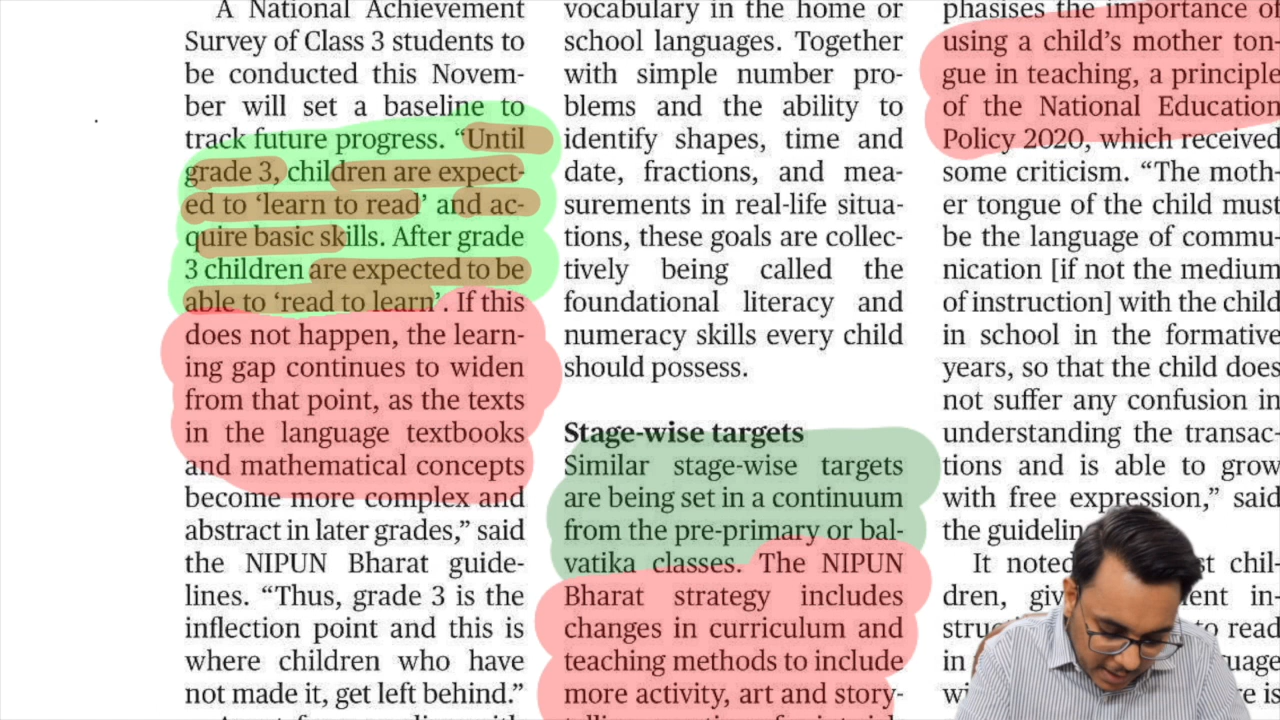 A National Achievement
Survey of Class 3 students to
be conducted this Novem-
ber will set a baseline to
track future progress. “Until
grade 3, children are expect-
ed to ‘learn to read’ and ac-
quire basic skills. After grade
3 children are expected to be
able to ‘read to learn’. If this
does not happen, the learn-
ing gap continues to widen
from that point, as the texts
in the language textbooks
and mathematical concepts
become more complex and
abstract in later grades,” said
the NIPUN Bharat guide-
lines. “Thus, grade 3 is the
inflection point and this is
where children who have
not made it, get left behind.”
vocabulary in the home or
school languages. Together
with simple number pro-
blems and the ability to
identify shapes, time and
date, fractions, and mea-
surements in real-life situa-
tions, these goals are collec-
tively being called the
foundational literacy and
numeracy skills every child
should possess.
Stage-wise targets
Similar stage-wise targets
are being set in a continuum
from the pre-primary or bal-
vatika classes. The NIPUN
Bharat strategy includes
changes in curriculum and
teaching methods to include
more activity, art and story-
phasises the importance of
using a child’s mother ton-
gue in teaching, a principle
of the National Education
Policy 2020, which received
some criticism. “The moth-
er tongue of the child must
be the language of commu-
nication [if not the medium
of instruction] with the child
in school in the formative
years, so that the child does
not suffer any confusion in
understanding the transac-
tions and is able to grow
with free expression,” said
the guidelin
It noted st chil-
dren, giv ent in-
struc to read
in uage
wi e is